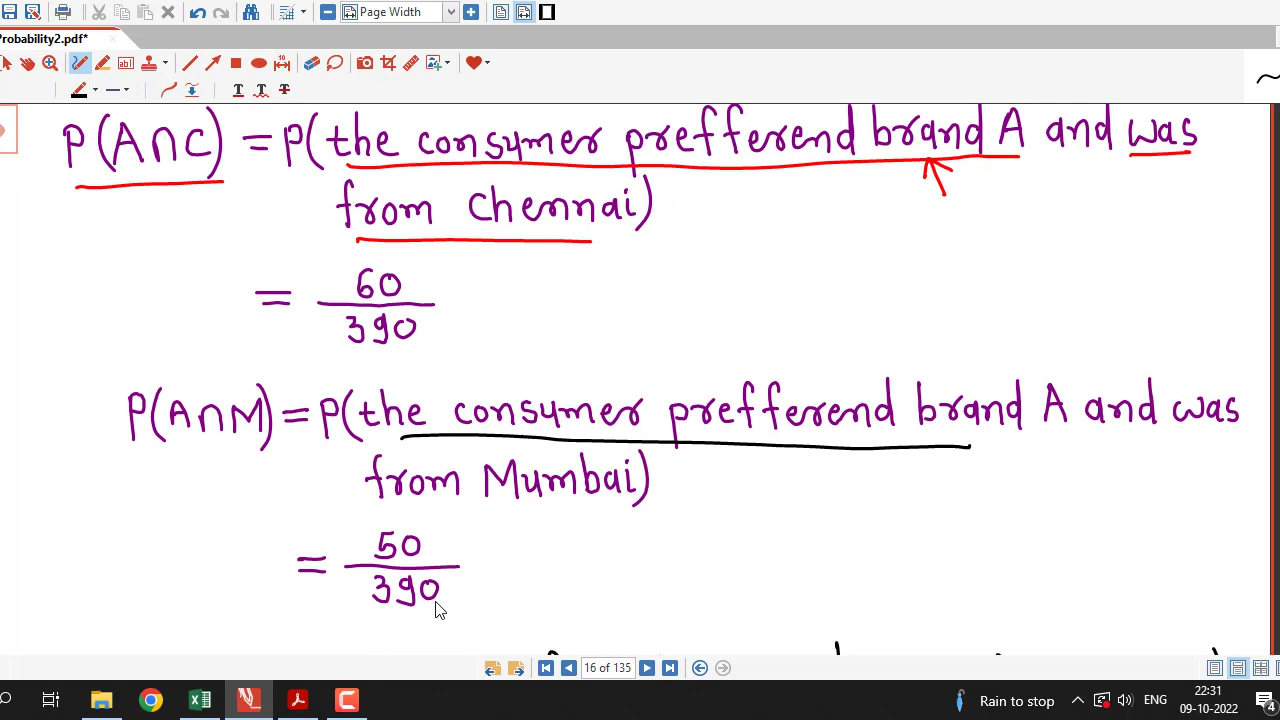 Page Width
Probability2.pdf*
P(A∩C) = P(the consumer prefferend brand A and was
from Chennai)
= 60
390
P(A∩M) = P(the consumer prefferend brand A and was
from Mumbai)
= 50
390
16 of 135
Rain to stop
ENG
22:31
09-10-2022
4